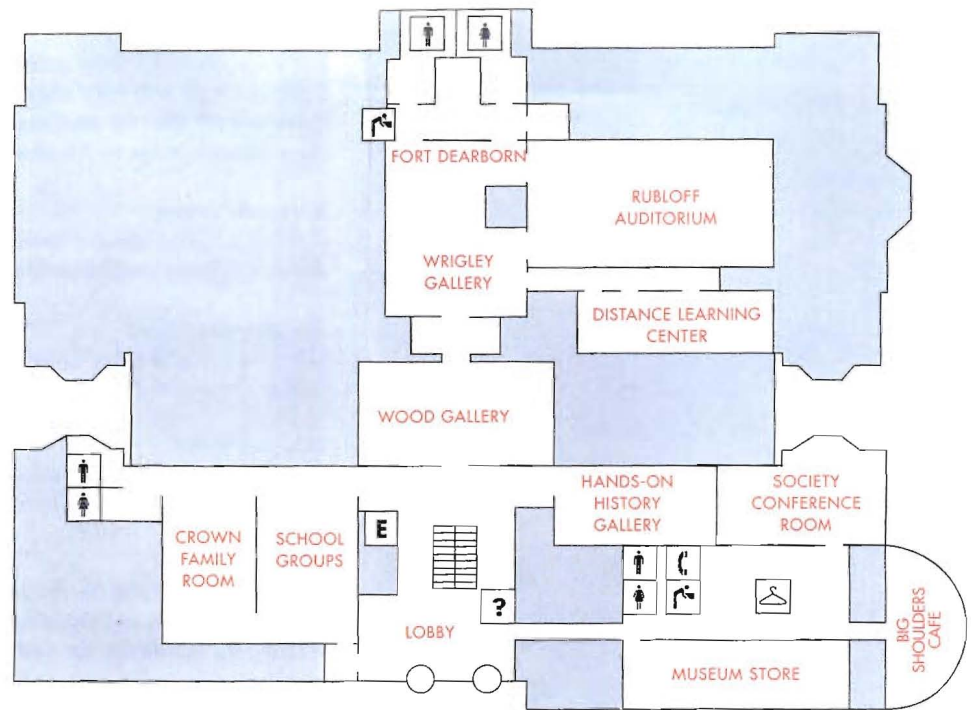 FORT DEARBORN
RUBLOFF
AUDITORIUM
WRIGLEY
GALLERY
DISTANCE LEARNING
CENTER
WOOD GALLERY
HANDS-ON
HISTORY
GALLERY
SOCIETY
CONFERENCE
ROOM
CROWN
FAMILY
ROOM
SCHOOL
GROUPS
E
?
LOBBY
BIG
SHOULDERS
CAFE
MUSEUM STORE